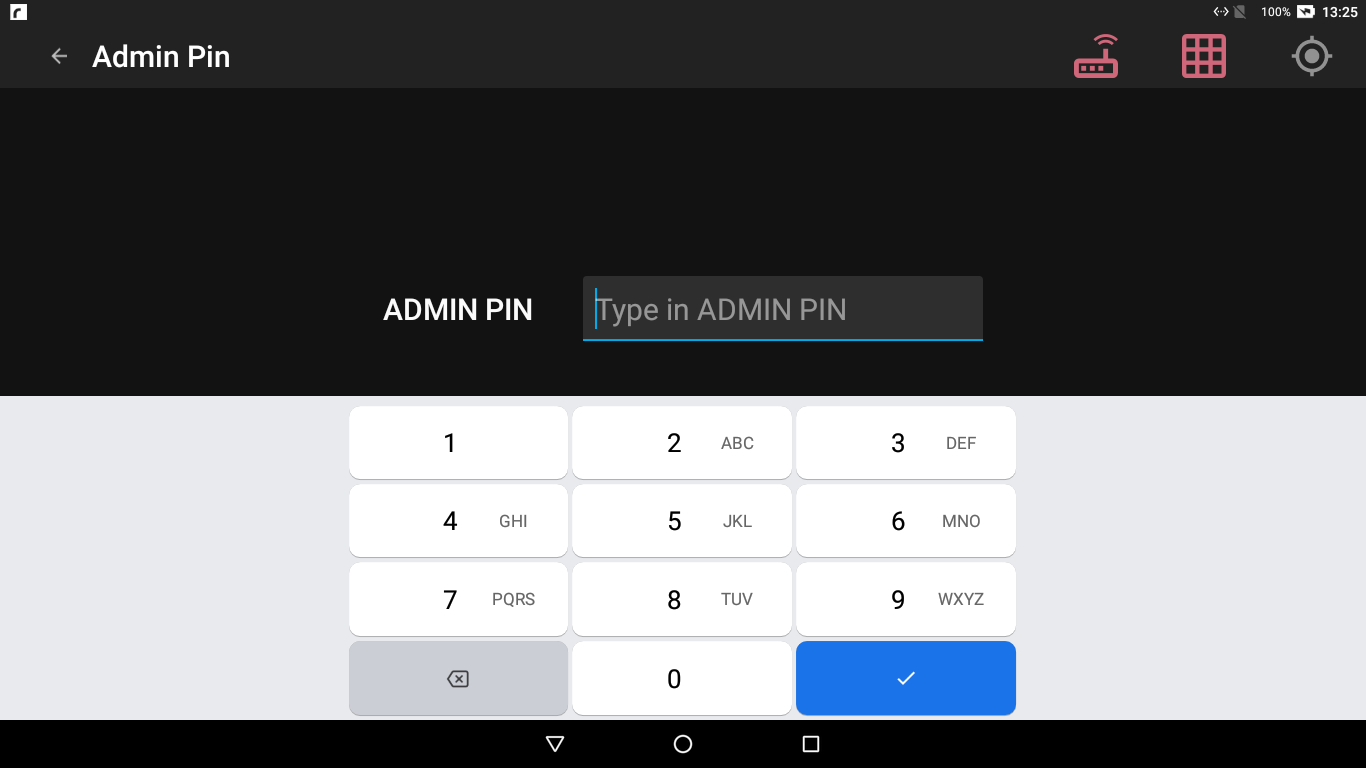 100% 13:25
Admin Pin
ADMIN PIN Type in ADMIN PIN
1 2 ABC 3 DEF
4 GHI 5 JKL 6 MNO
7 PQRS 8 TUV 9 WXYZ
0